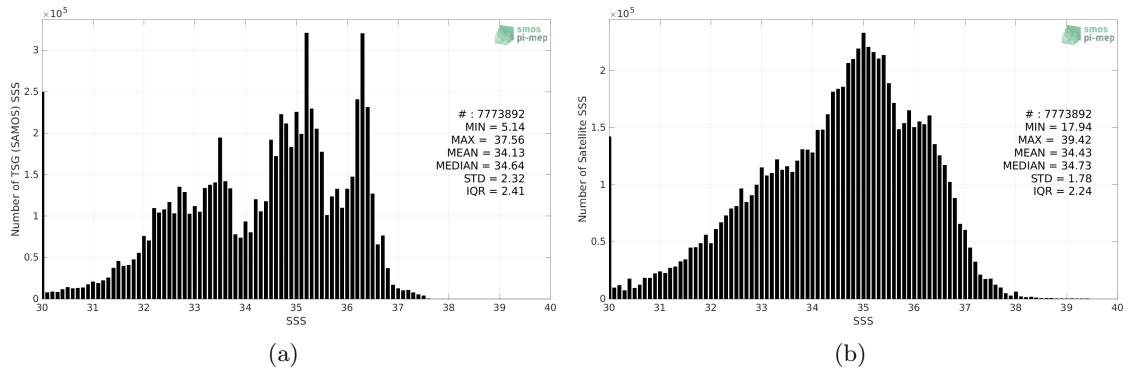 ×10^5
smos
pi-mep
Number of TSG (SAMOS) SSS
3
2.5
2
1.5
1
0.5
0
# : 7773892
MIN = 5.14
MAX = 37.56
MEAN = 34.13
MEDIAN = 34.64
STD = 2.32
IQR = 2.41
30 31 32 33 34 35 36 37 38 39 40
SSS
(a)
×10^5
smos
pi-mep
Number of Satellite SSS
2
1.5
1
0.5
0
# : 7773892
MIN = 17.94
MAX = 39.42
MEAN = 34.43
MEDIAN = 34.73
STD = 1.78
IQR = 2.24
30 31 32 33 34 35 36 37 38 39 40
SSS
(b)